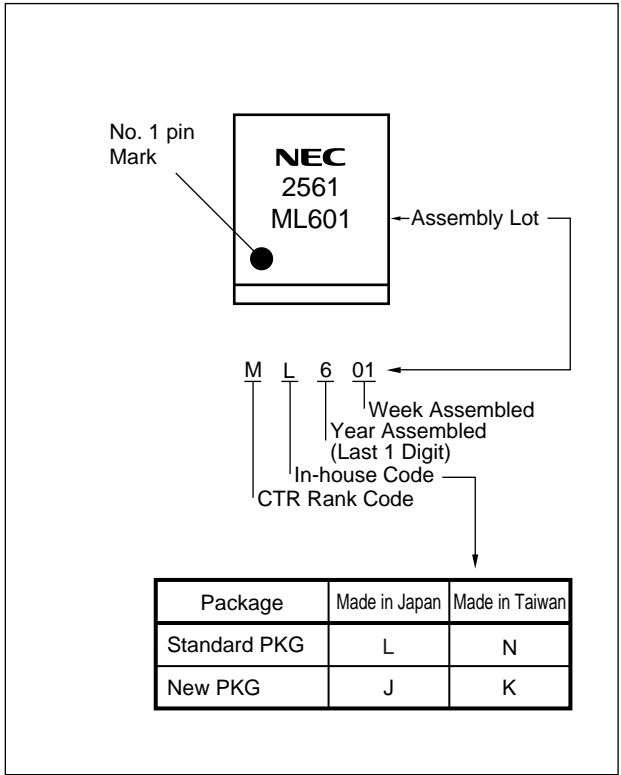 No. 1 pin
Mark
NEC
2561
ML601
Assembly Lot
M L 6 01
Week Assembled
Year Assembled
(Last 1 Digit)
In-house Code
CTR Rank Code
Package Made in Japan Made in Taiwan
Standard PKG L N
New PKG J K